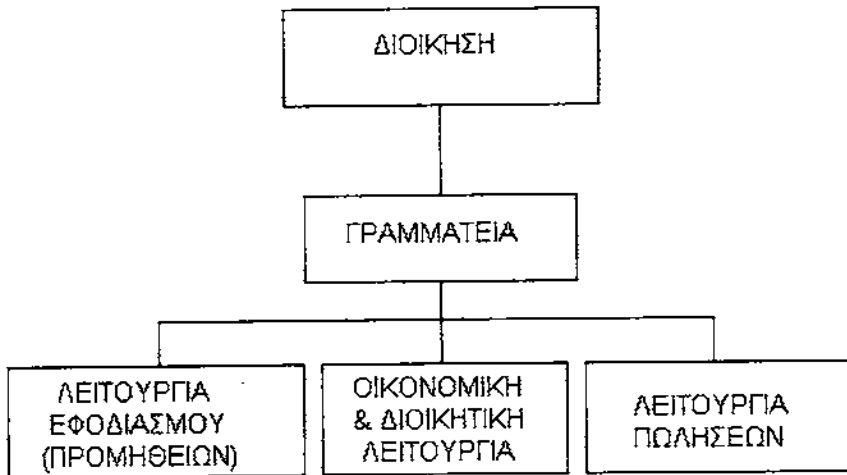 ΔΙΟΙΚΗΣΗ
ΓΡΑΜΜΑΤΕΙΑ
ΛΕΙΤΟΥΡΓΙΑ
ΕΦΟΔΙΑΣΜΟΥ
(ΠΡΟΜΗΘΕΙΩΝ)
ΟΙΚΟΝΟΜΙΚΗ
& ΔΙΟΙΚΗΤΙΚΗ
ΛΕΙΤΟΥΡΓΙΑ
ΛΕΙΤΟΥΡΓΙΑ
ΠΩΛΗΣΕΩΝ